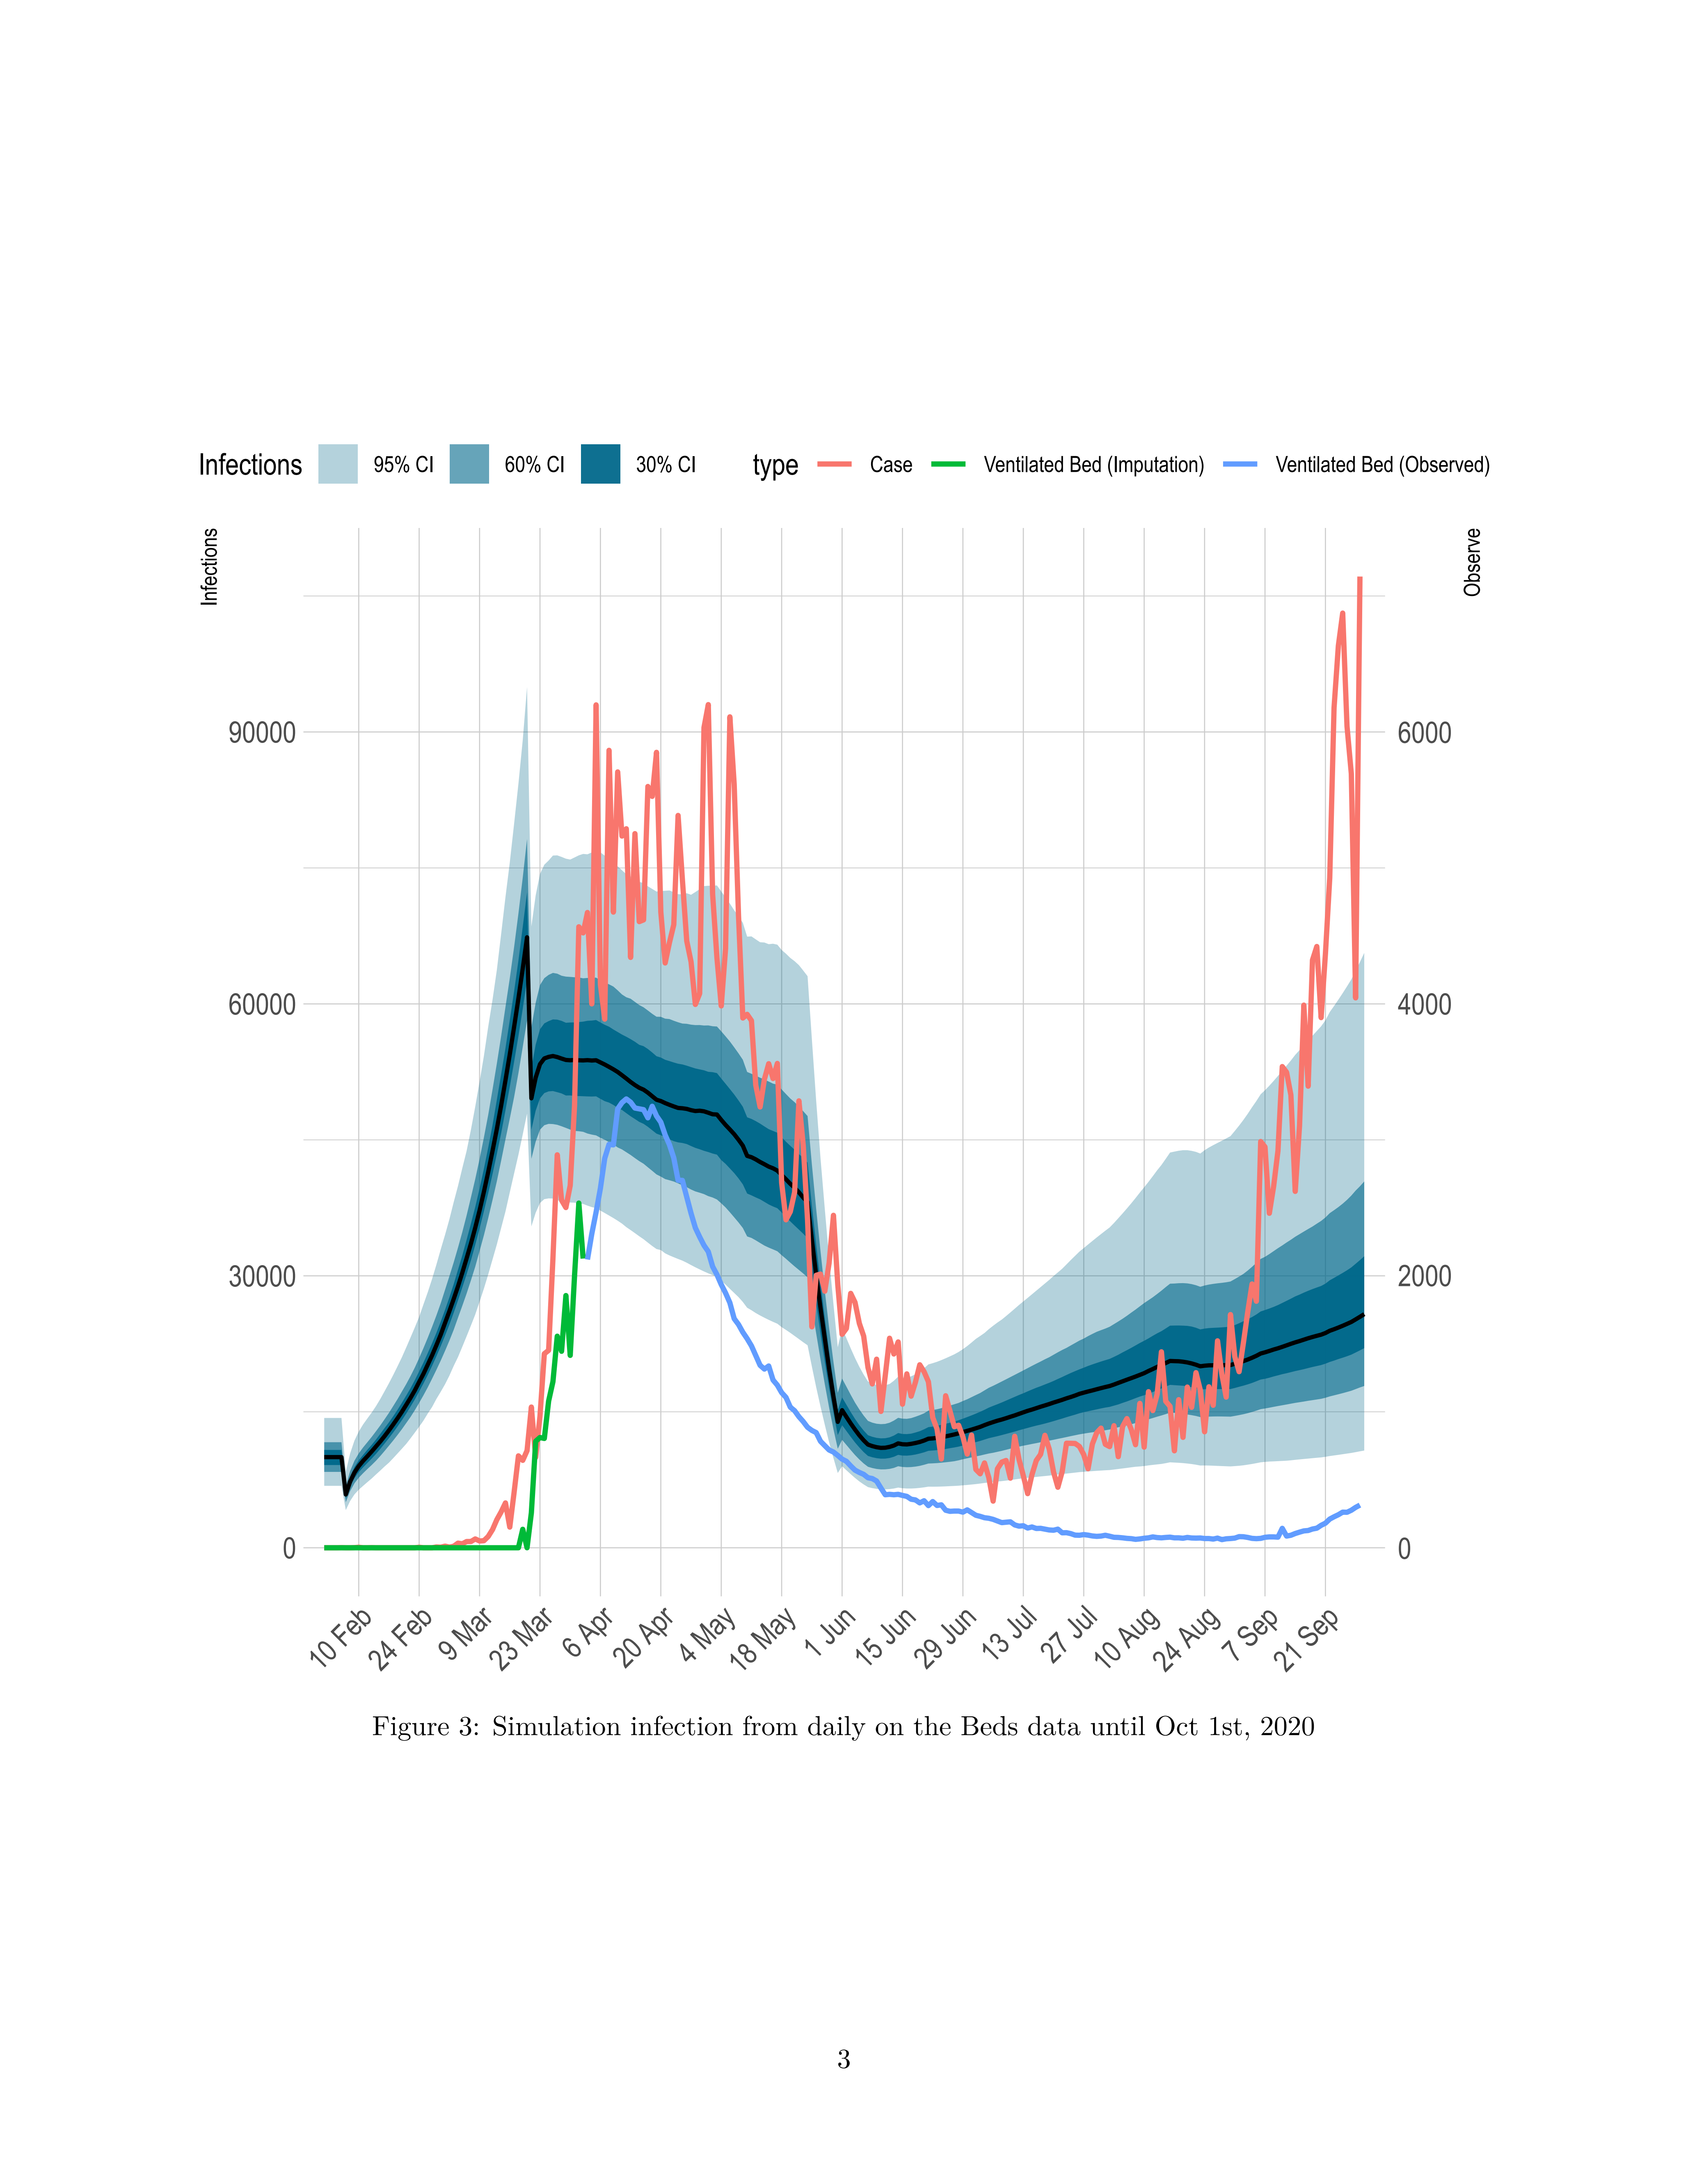 Infections 95% CI 60% CI 30% CI type Case Ventilated Bed (Imputation) Ventilated Bed (Observed)
Infections
Observe
90000
60000
30000
0
6000
4000
2000
0
10 Feb
24 Feb
9 Mar
23 Mar
6 Apr
20 Apr
4 May
18 May
1 Jun
15 Jun
29 Jun
13 Jul
27 Jul
10 Aug
24 Aug
7 Sep
21 Sep
Figure 3: Simulation infection from daily on the Beds data until Oct 1st, 2020
3